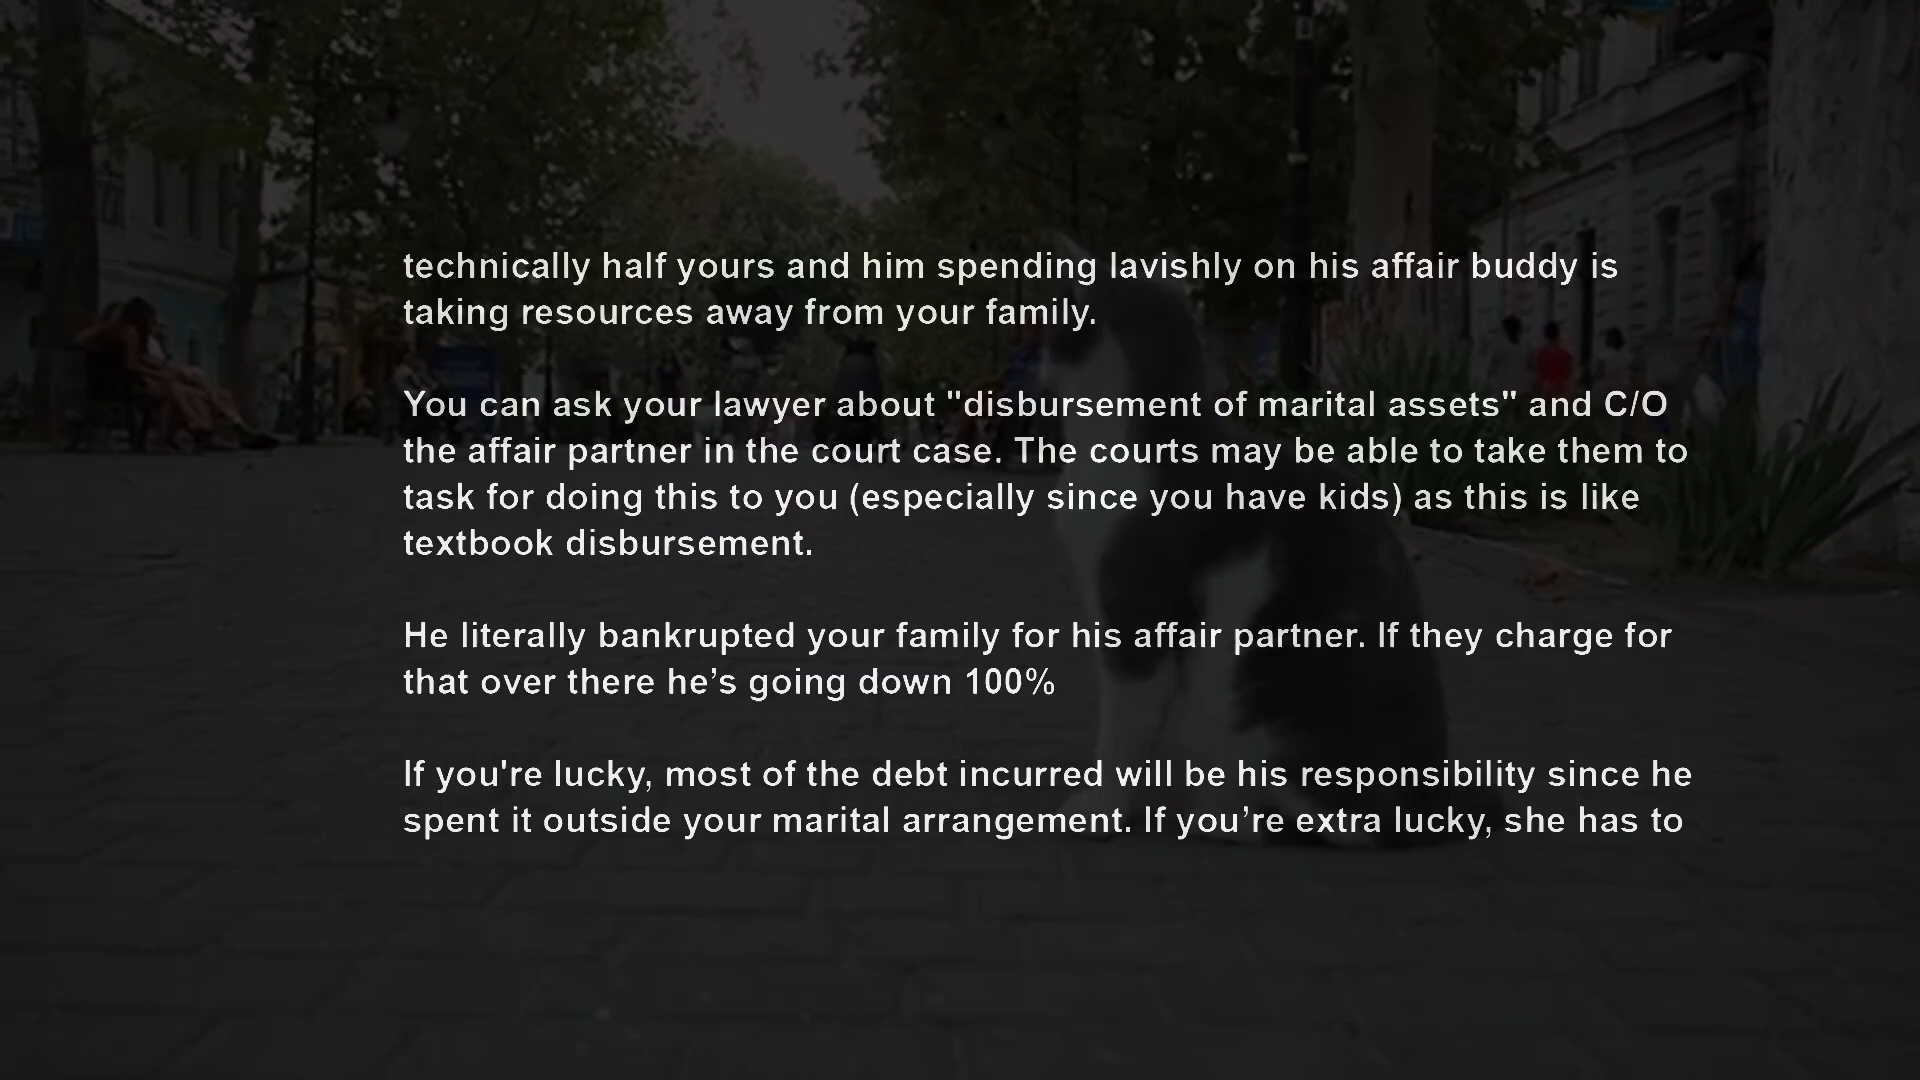 technically half yours and him spending lavishly on his affair buddy is
taking resources away from your family.
You can ask your lawyer about "disbursement of marital assets" and C/O
the affair partner in the court case. The courts may be able to take them to
task for doing this to you (especially since you have kids) as this is like
textbook disbursement.
He literally bankrupted your family for his affair partner. If they charge for
that over there he’s going down 100%
If you're lucky, most of the debt incurred will be his responsibility since he
spent it outside your marital arrangement. If you’re extra lucky, she has to